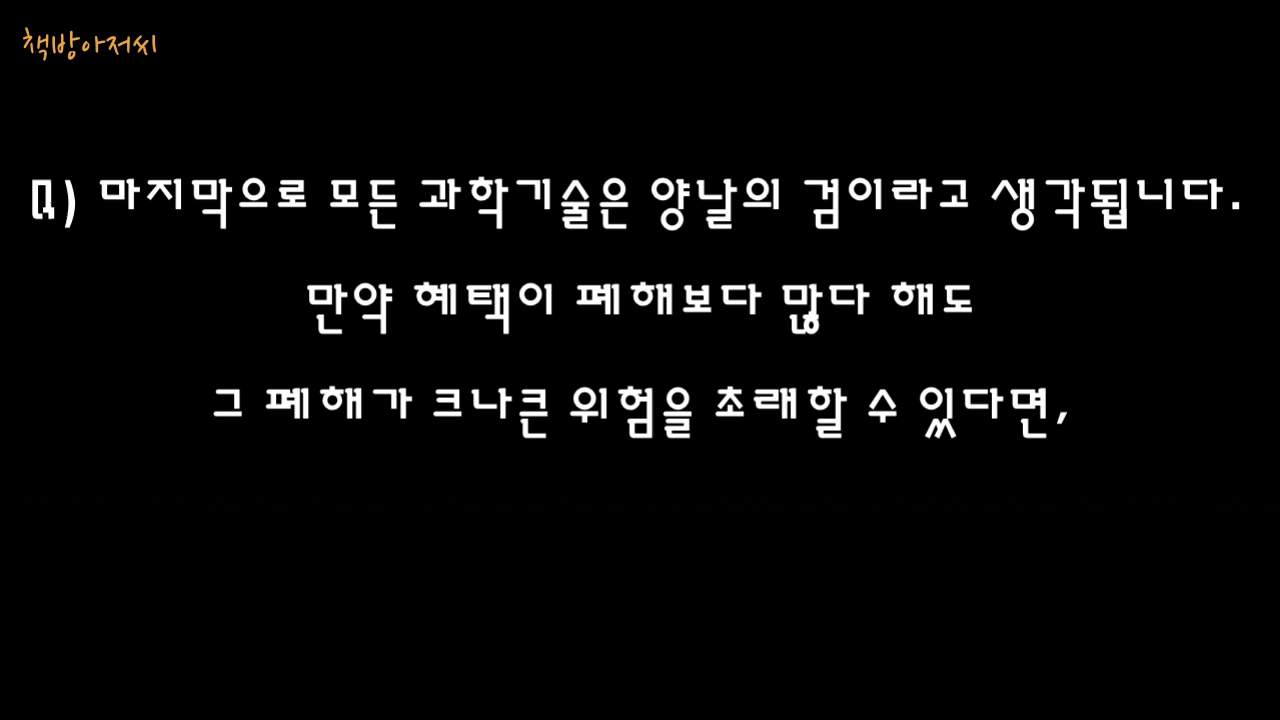 책방아저씨
Q) 마지막으로 모든 과학기술은 양날의 검이라고 생각됩니다.
만약 혜택이 폐해보다 많다 해도
그 폐해가 크나큰 위험을 초래할 수 있다면,